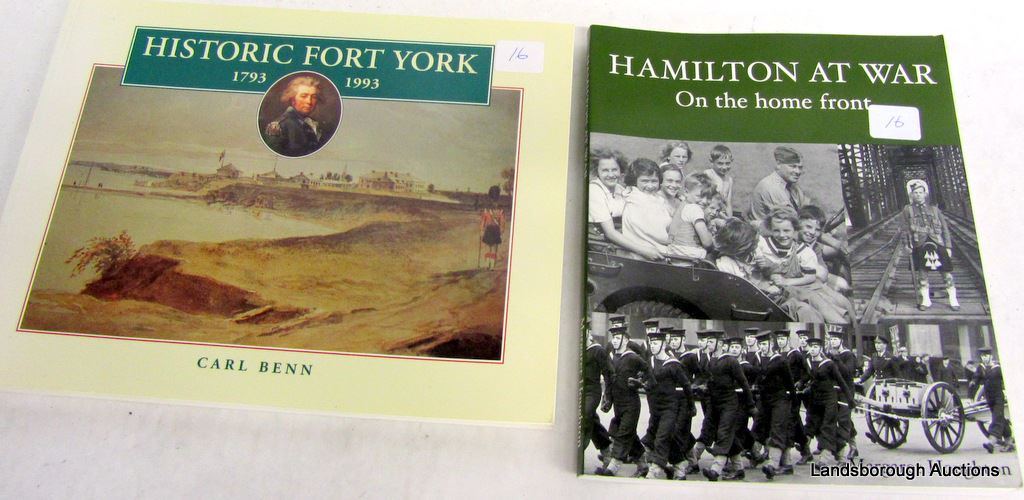 HISTORIC FORT YORK
1793 1993
16
CARL BENN
HAMILTON AT WAR
On the home front
16
Landsborough Auctions